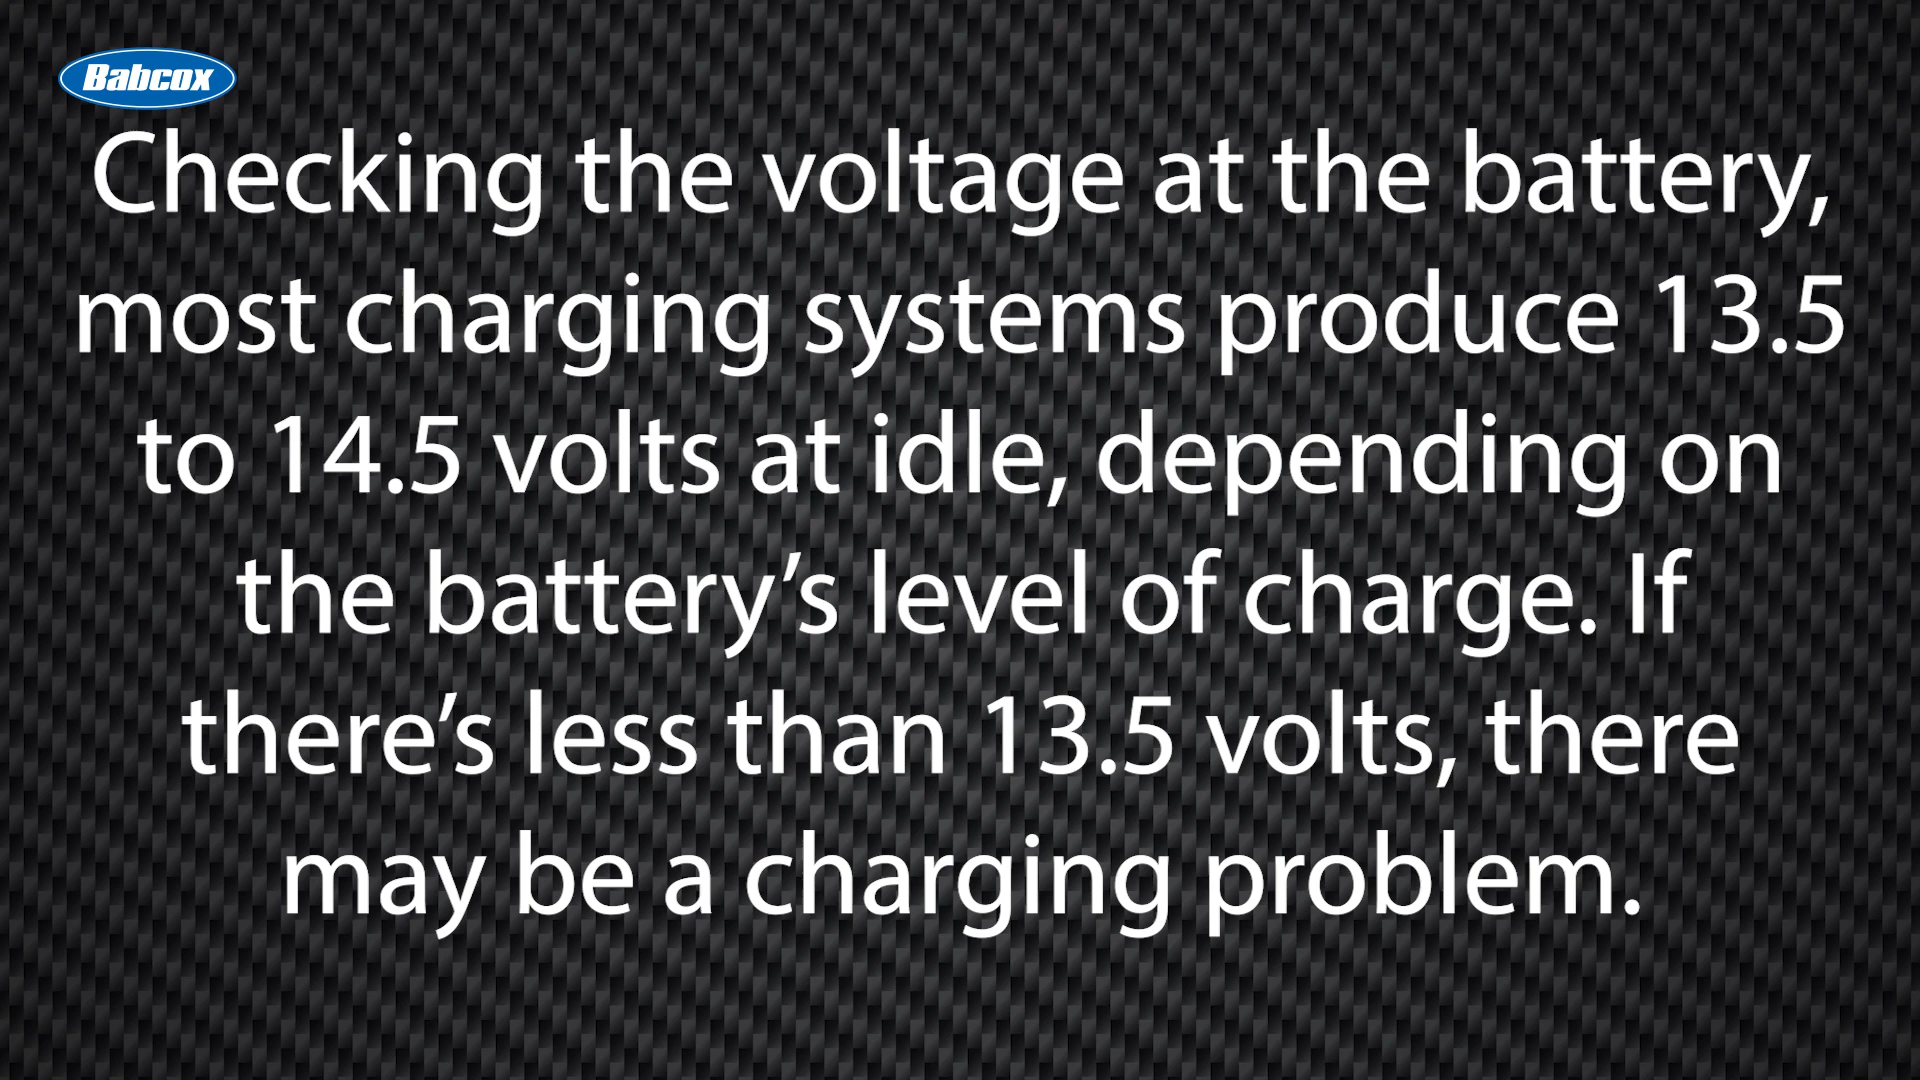 Babcox
Checking the voltage at the battery,
most charging systems produce 13.5
to 14.5 volts at idle, depending on
the battery’s level of charge. If
there’s less than 13.5 volts, there
may be a charging problem.